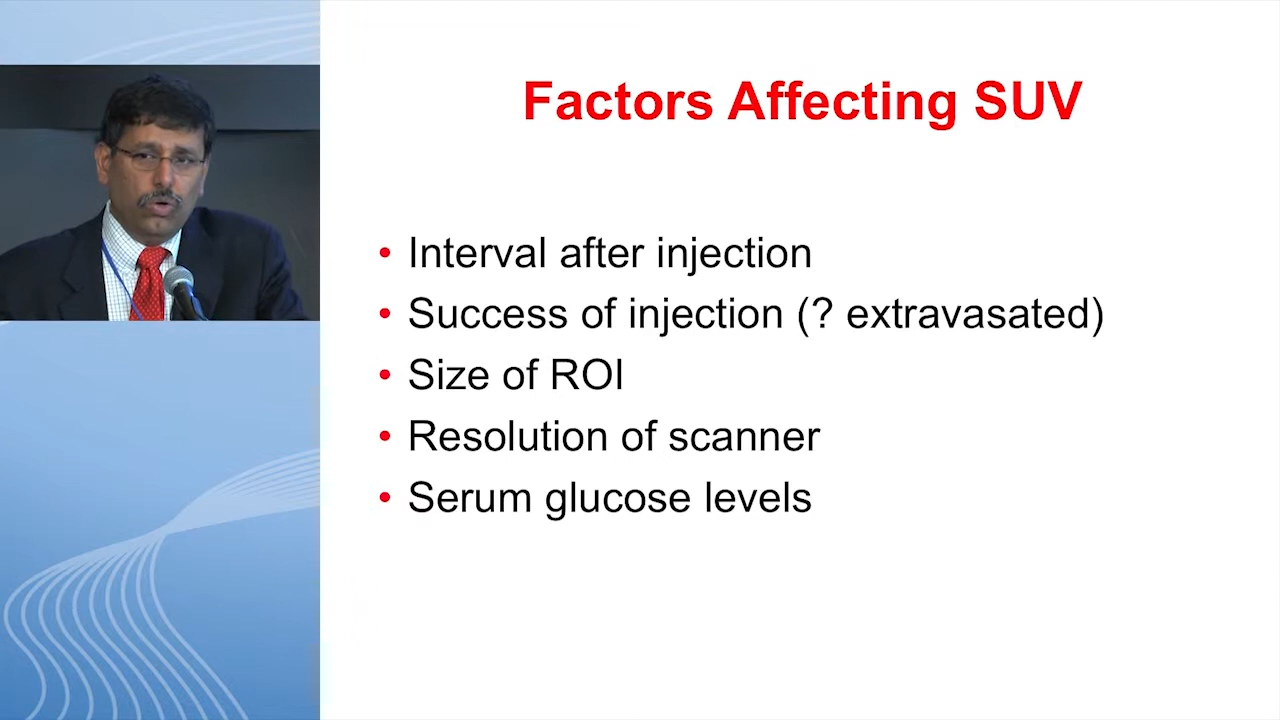 Factors Affecting SUV
• Interval after injection
• Success of injection (? extravasated)
• Size of ROI
• Resolution of scanner
• Serum glucose levels